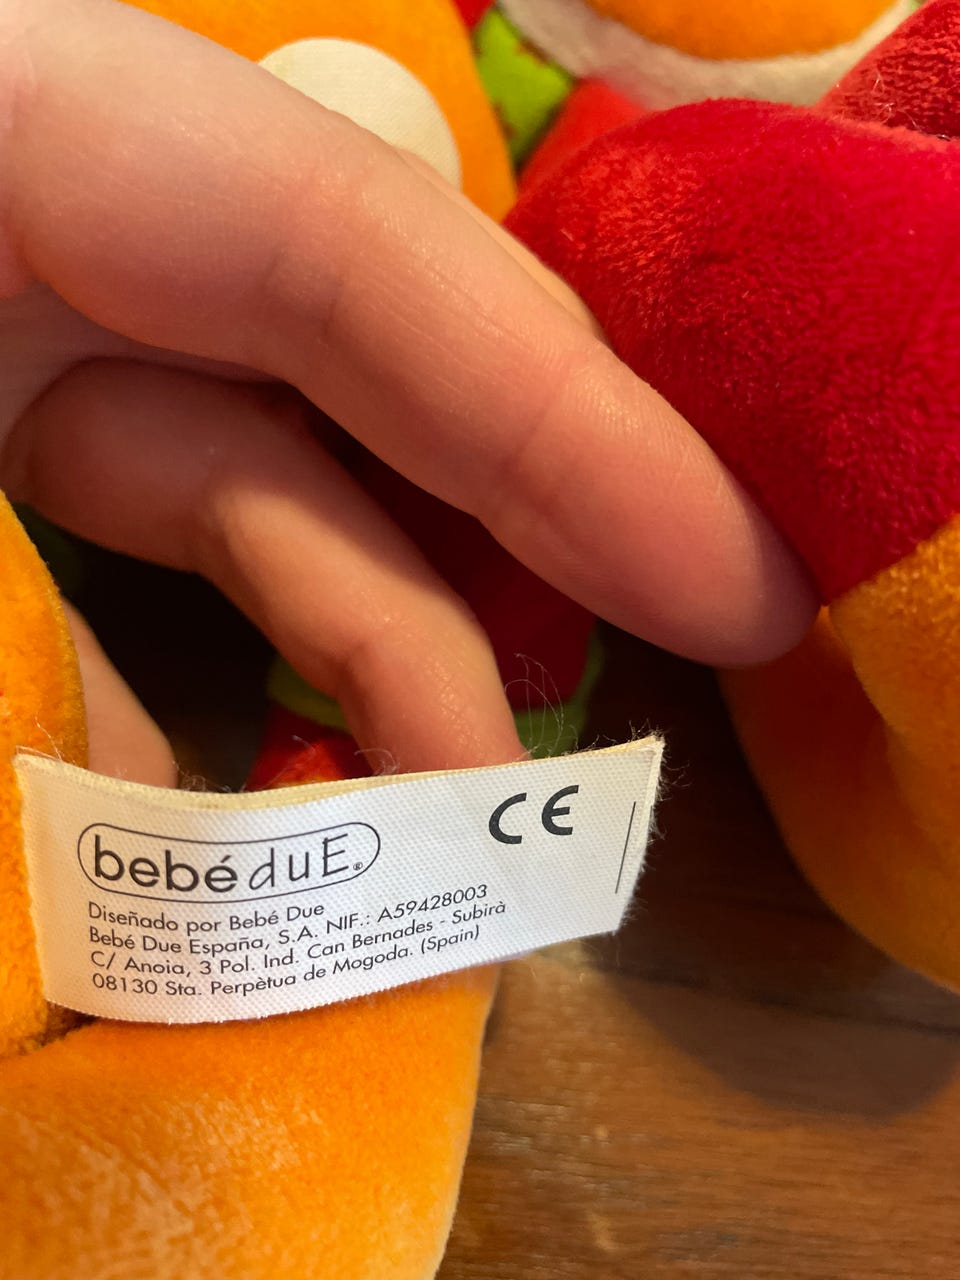 CE
bebé duE®
Diseñado por Bebé Due
Bebé Due España, S.A. NIF.: A59428003
C/ Anoia, 3 Pol. Ind. Can Bernades - Subirà
08130 Sta. Perpètua de Mogoda. (Spain)